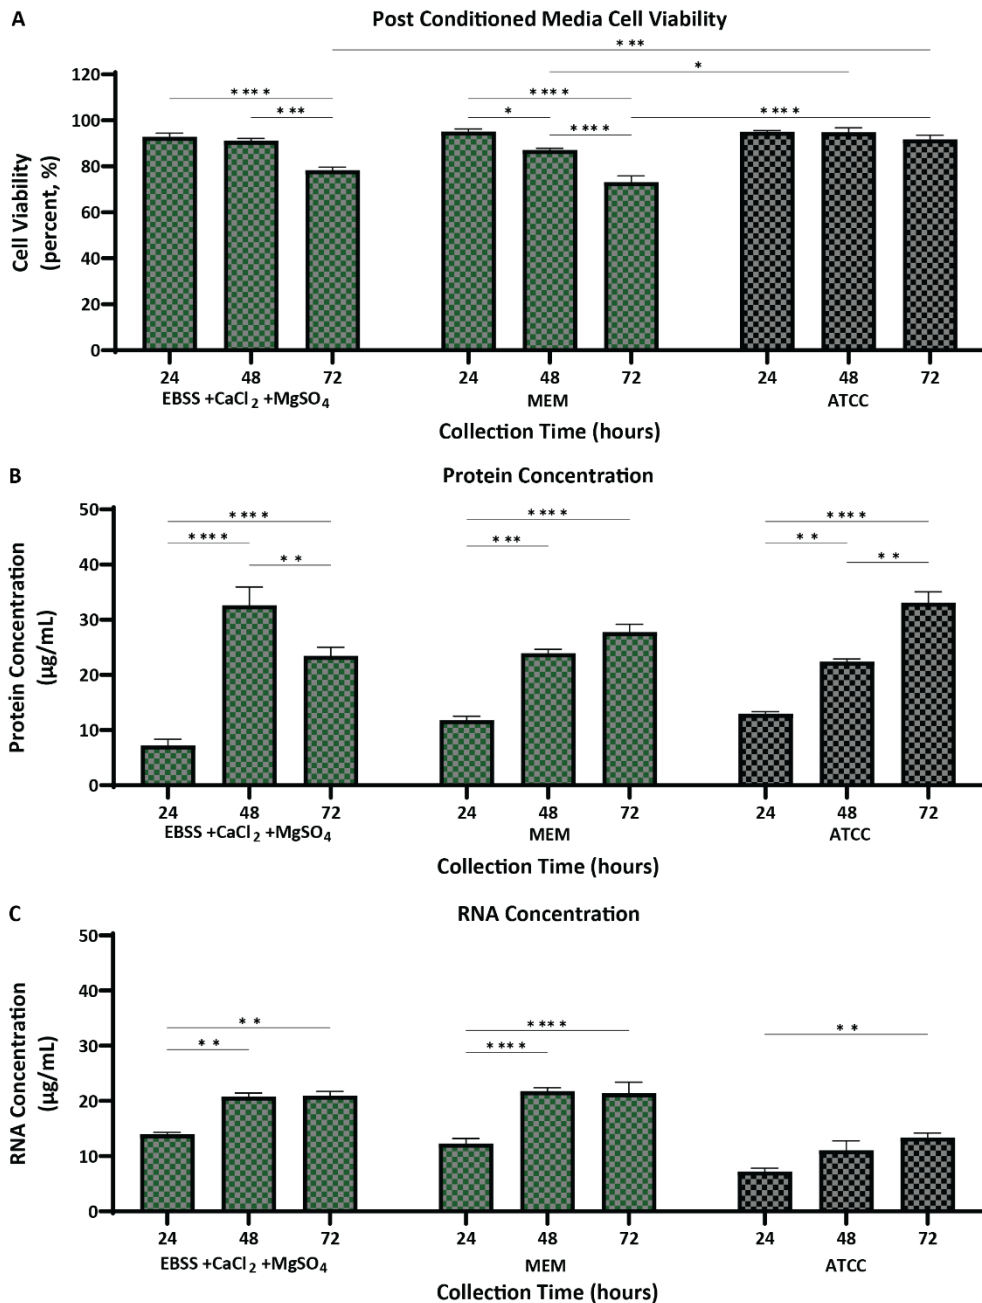 A
Post Conditioned Media Cell Viability
Cell Viability
(percent, %)
120
100
80
60
40
20
0
* ***
*
* *** * *** * ***
* *** * * ***
24 48 72 24 48 72 24 48 72
EBSS +CaCl₂ +MgSO₄ MEM ATCC
Collection Time (hours)
B
Protein Concentration
Protein Concentration
(µg/mL)
50
40
30
20
10
0
* *** * *** * ***
* *** * ** * *
* * * *
24 48 72 24 48 72 24 48 72
EBSS +CaCl₂ +MgSO₄ MEM ATCC
Collection Time (hours)
C
RNA Concentration
RNA Concentration
(µg/mL)
50
40
30
20
10
0
* * * *** * *
* * * ***
24 48 72 24 48 72 24 48 72
EBSS +CaCl₂ +MgSO₄ MEM ATCC
Collection Time (hours)